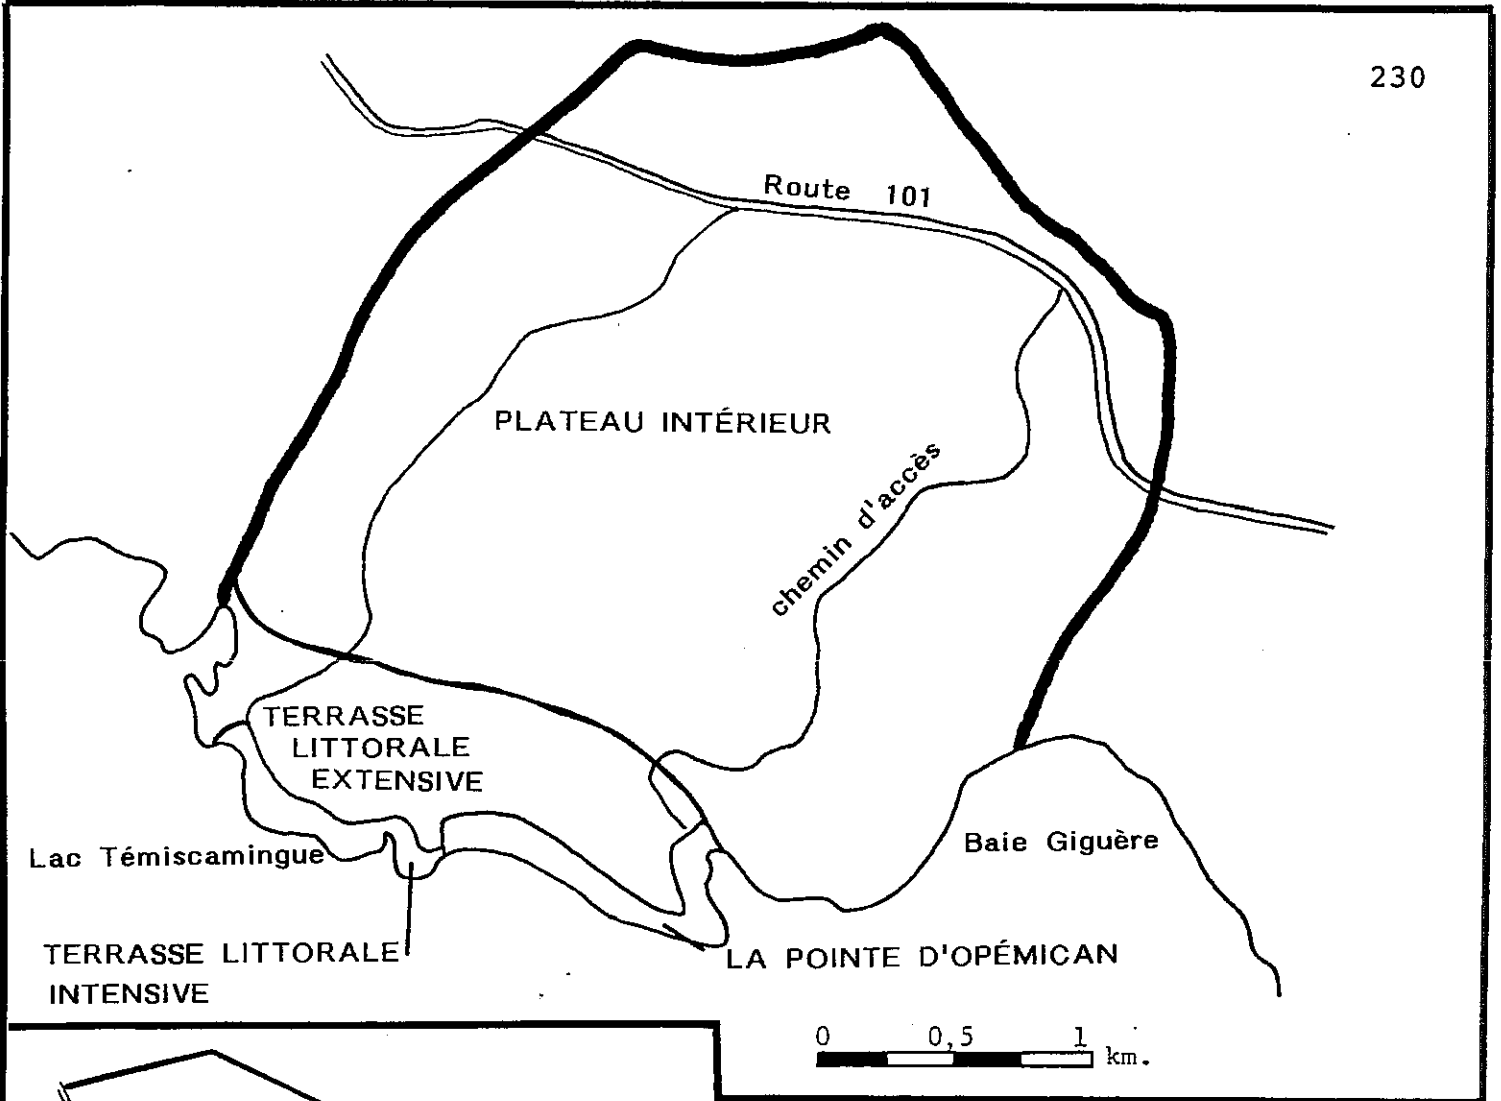 230
Route 101
PLATEAU INTÉRIEUR
chemin d'accès
TERRASSE
LITTORALE
EXTENSIVE
Lac Témiscamingue
Baie Giguère
TERRASSE LITTORALE
INTENSIVE
LA POINTE D'OPÉMICAN
0 0,5 1
km.